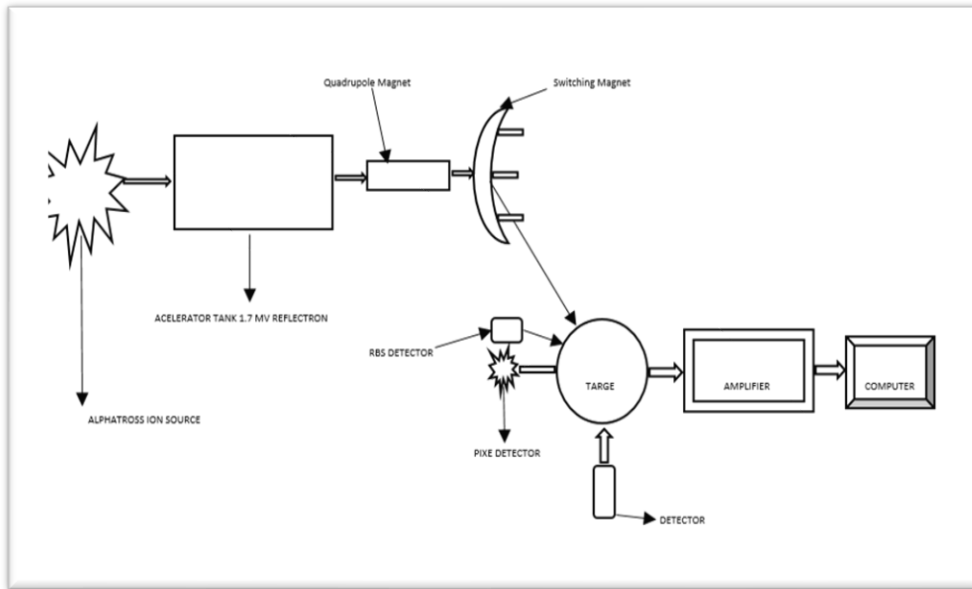 Quadrupole Magnet
Switching Magnet
ACELERATOR TANK 1.7 MV REFLECTRON
RBS DETECTOR
TARGE
AMPLIFIER
COMPUTER
ALPHATROSS ION SOURCE
PIXE DETECTOR
DETECTOR